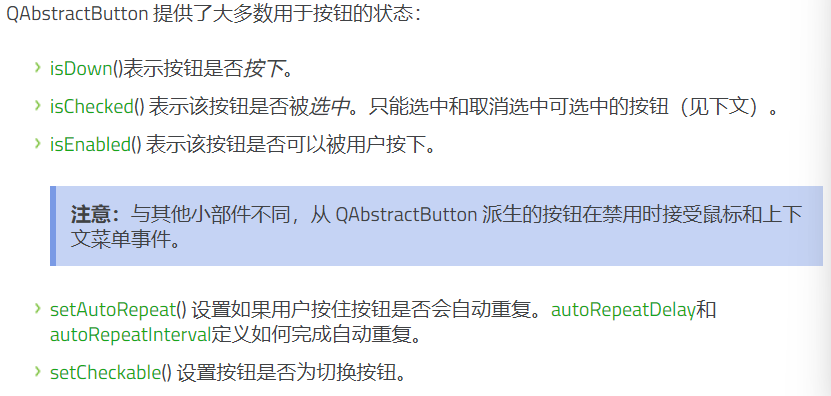 QAbstractButton 提供了大多数用于按钮的状态：
isDown()表示按钮是否按下。
isChecked() 表示该按钮是否被选中。只能选中和取消选中可选中的按钮（见下文）。
isEnabled() 表示该按钮是否可以被用户按下。
注意：与其他小部件不同，从 QAbstractButton 派生的按钮在禁用时接受鼠标和上下
文菜单事件。
setAutoRepeat() 设置如果用户按住按钮是否会自动重复。autoRepeatDelay和
autoRepeatInterval定义如何完成自动重复。
setCheckable() 设置按钮是否为切换按钮。